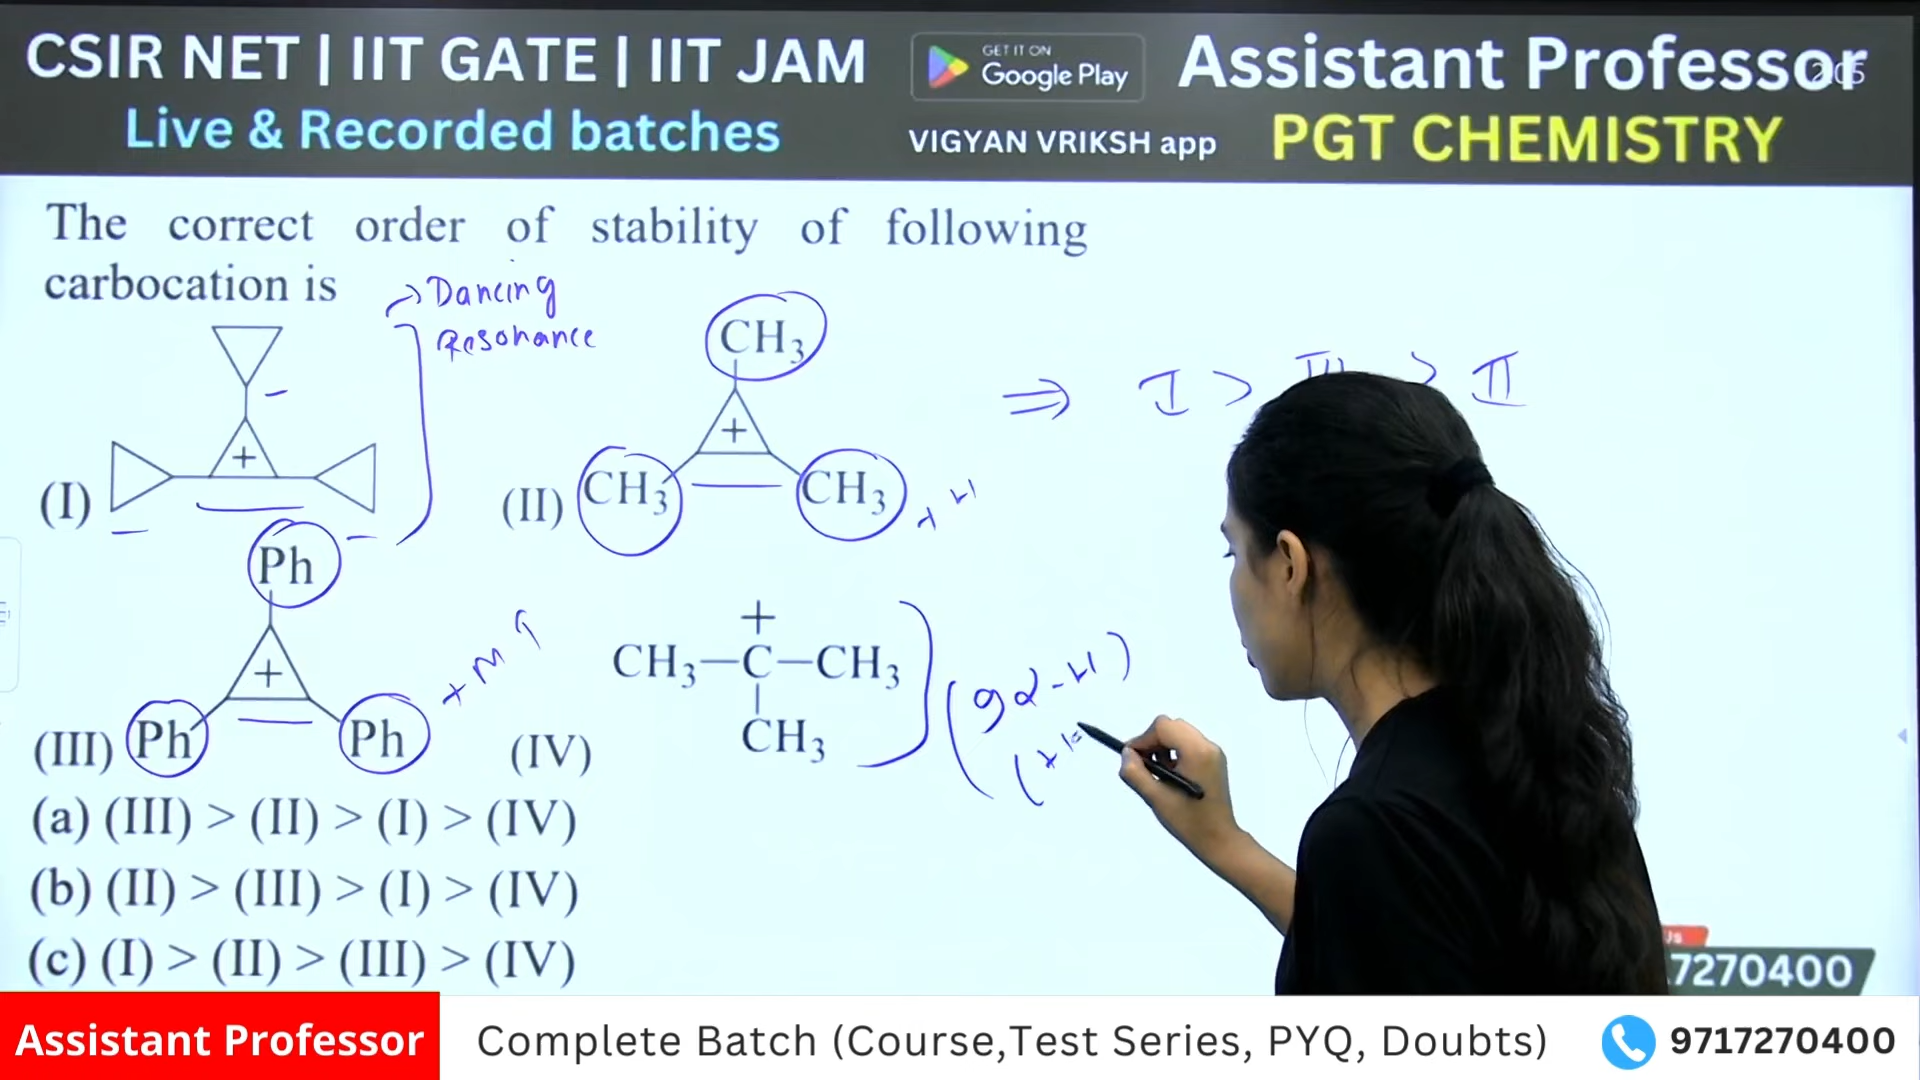 CSIR NET | IIT GATE | IIT JAM
Live & Recorded batches
GET IT ON
Google Play
VIGYAN VRIKSH app
Assistant Professor
PGT CHEMISTRY
The correct order of stability of following
carbocation is
→ Dancing
Resonance
+
(I)
CH₃
+
CH₃ CH₃
(II)
+ H
⇒ I > III > II
Ph
+
Ph Ph
(III)
+ M
+
CH₃–C–CH₃
CH₃
(IV)
(9α-H)
(a) (III) > (II) > (I) > (IV)
(b) (II) > (III) > (I) > (IV)
(c) (I) > (II) > (III) > (IV)
7270400
Assistant Professor
Complete Batch (Course,Test Series, PYQ, Doubts)
9717270400